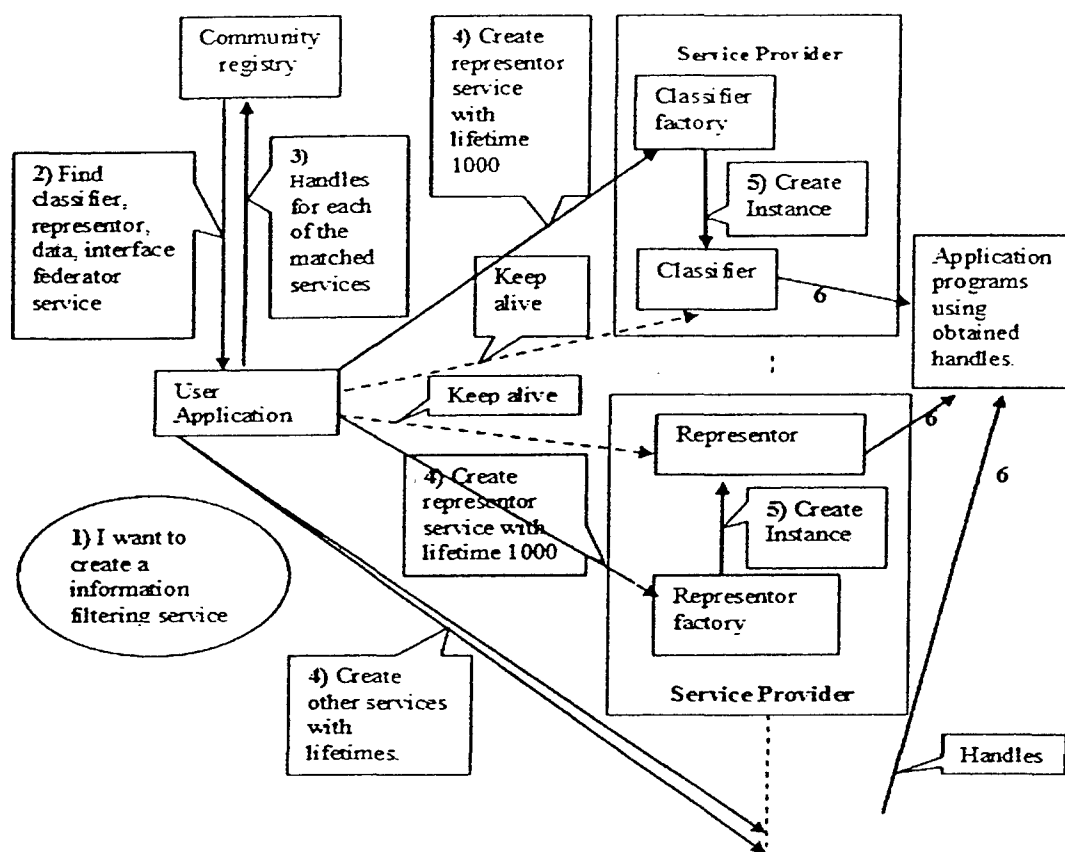 Community
registry
2) Find
classifier,
representor,
data, interface
federator
service
3)
Handles
for each
of the
matched
services
4) Create
representor
service
with
lifetime
1000
Service Provider
Classifier
factory
5) Create
Instance
Classifier
6
Application
programs
using
obtained
handles.
Keep
alive
User
Application
Keep alive
Representor
6
6
4) Create
representor
service with
lifetime 1000
5) Create
Instance
1) I want to
create a
information
filtering service
Representor
factory
Service Provider
4) Create
other services
with
lifetimes.
Handles